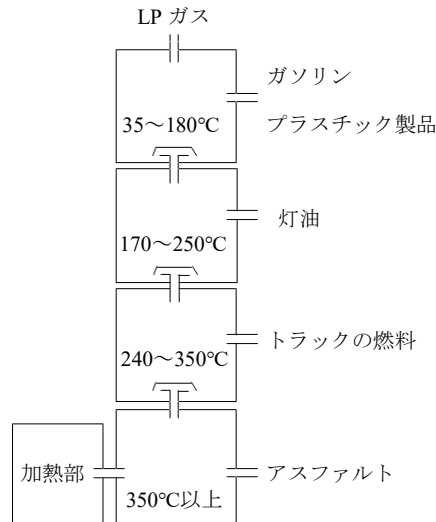 LP ガス
ガソリン
35～180℃
プラスチック製品
灯油
170～250℃
トラックの燃料
240～350℃
加熱部
アスファルト
350℃以上